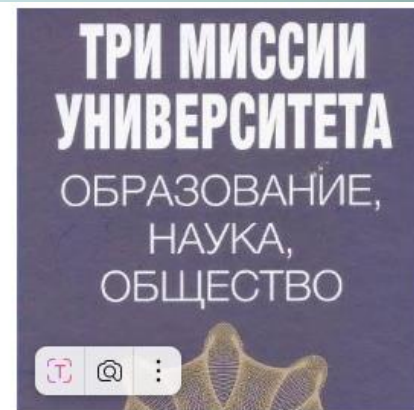 ТРИ МИССИИ
УНИВЕРСИТЕТА
ОБРАЗОВАНИЕ,
НАУКА,
ОБЩЕСТВО